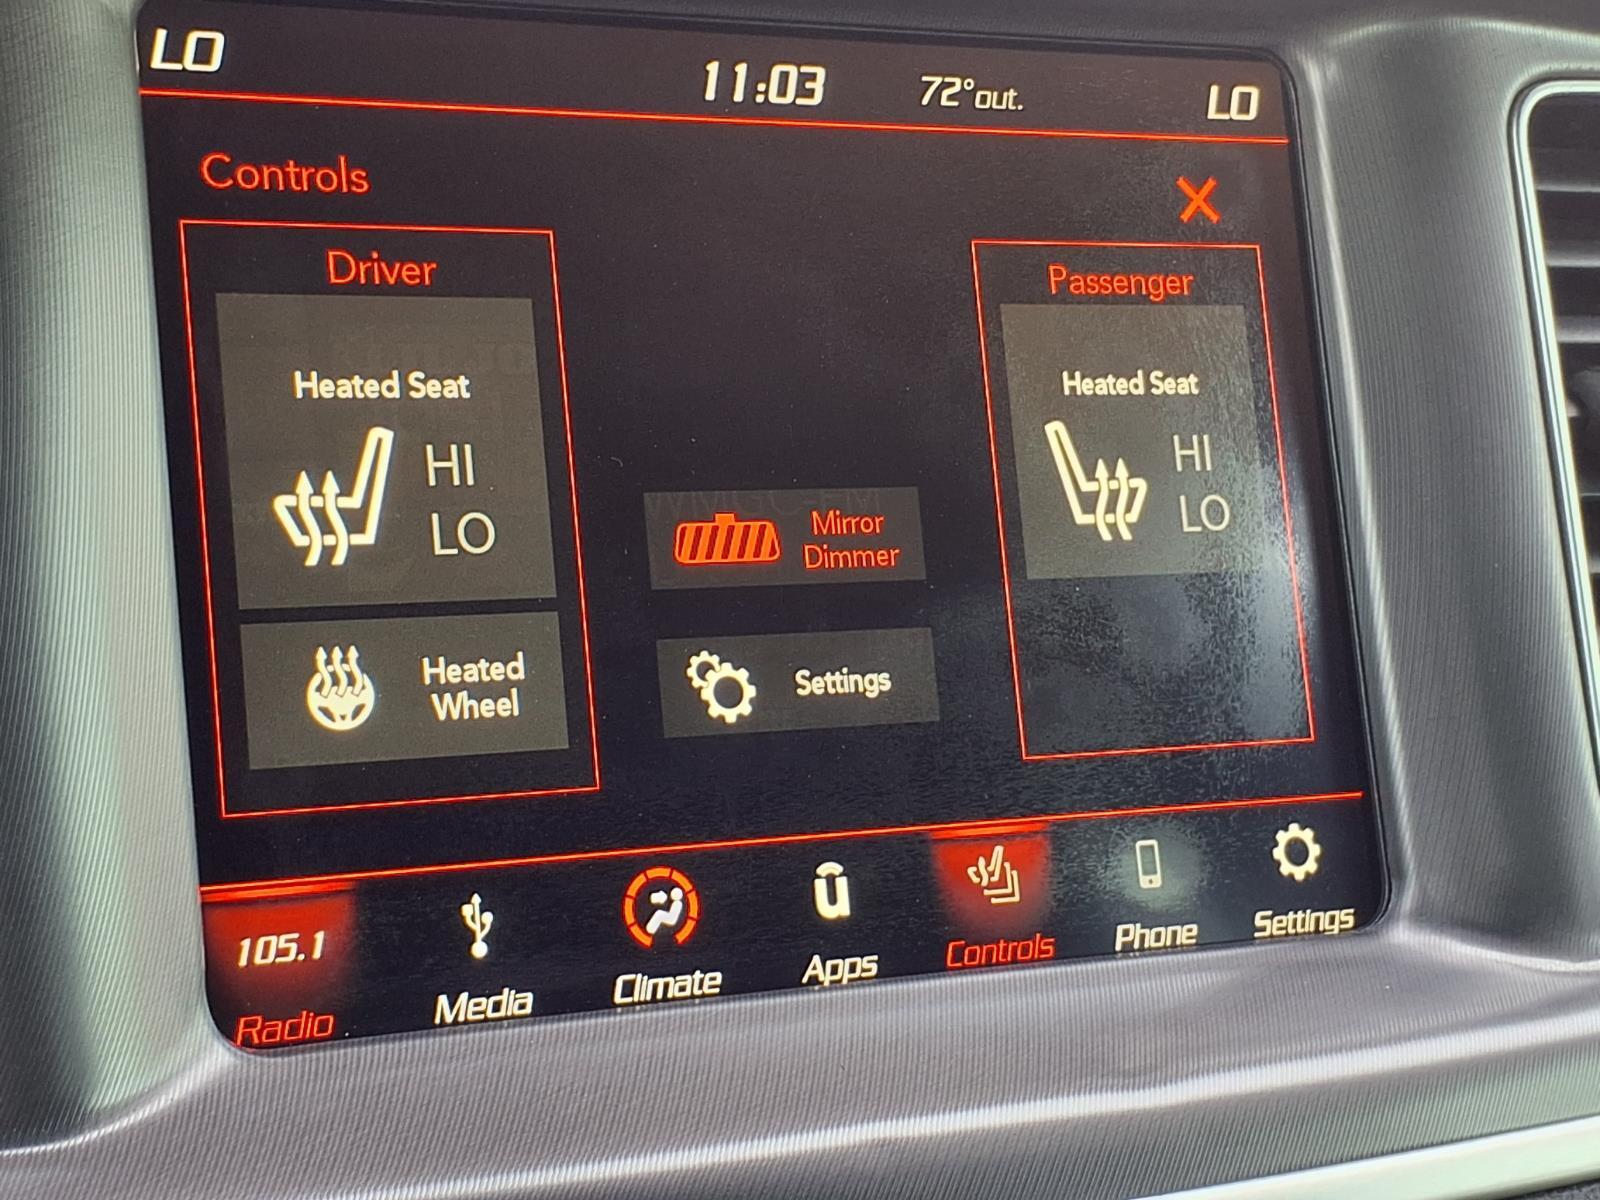 LO
11:03
72°out.
LO
Controls
X
Driver
Heated Seat
HI
LO
Heated
Wheel
Mirror
Dimmer
Settings
Passenger
Heated Seat
HI
LO
105.1
Radio
Media
Climate
u
Apps
Controls
Phone
Settings